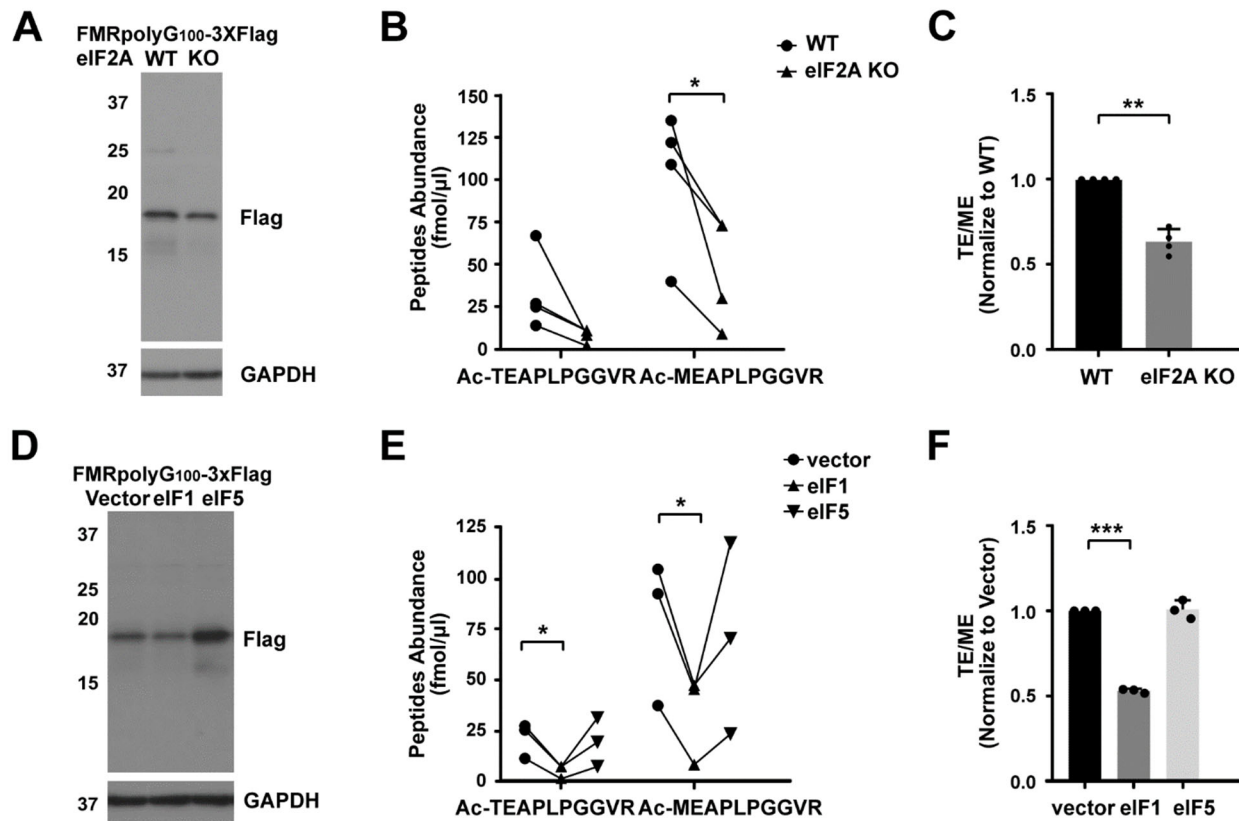 A
FMRpolyG100-3XFlag
eIF2A WT KO
37
25
20
Flag
15
37
GAPDH
B
WT
eIF2A KO
*
150
125
100
75
50
25
0
Peptides Abundance
(fmol/µl)
Ac-TEAPLPGGVR Ac-MEAPLPGGVR
C
**
1.5
1.0
0.5
0.0
TE/ME
(Normalize to WT)
WT eIF2A KO
D
FMRpolyG100-3xFlag
Vector eIF1 eIF5
37
25
20
Flag
15
37
GAPDH
E
vector
eIF1
eIF5
*
*
125
100
75
50
25
0
Peptides Abundance
(fmol/µl)
Ac-TEAPLPGGVR Ac-MEAPLPGGVR
F
***
1.5
1.0
0.5
0.0
TE/ME
(Normalize to Vector)
vector eIF1 eIF5